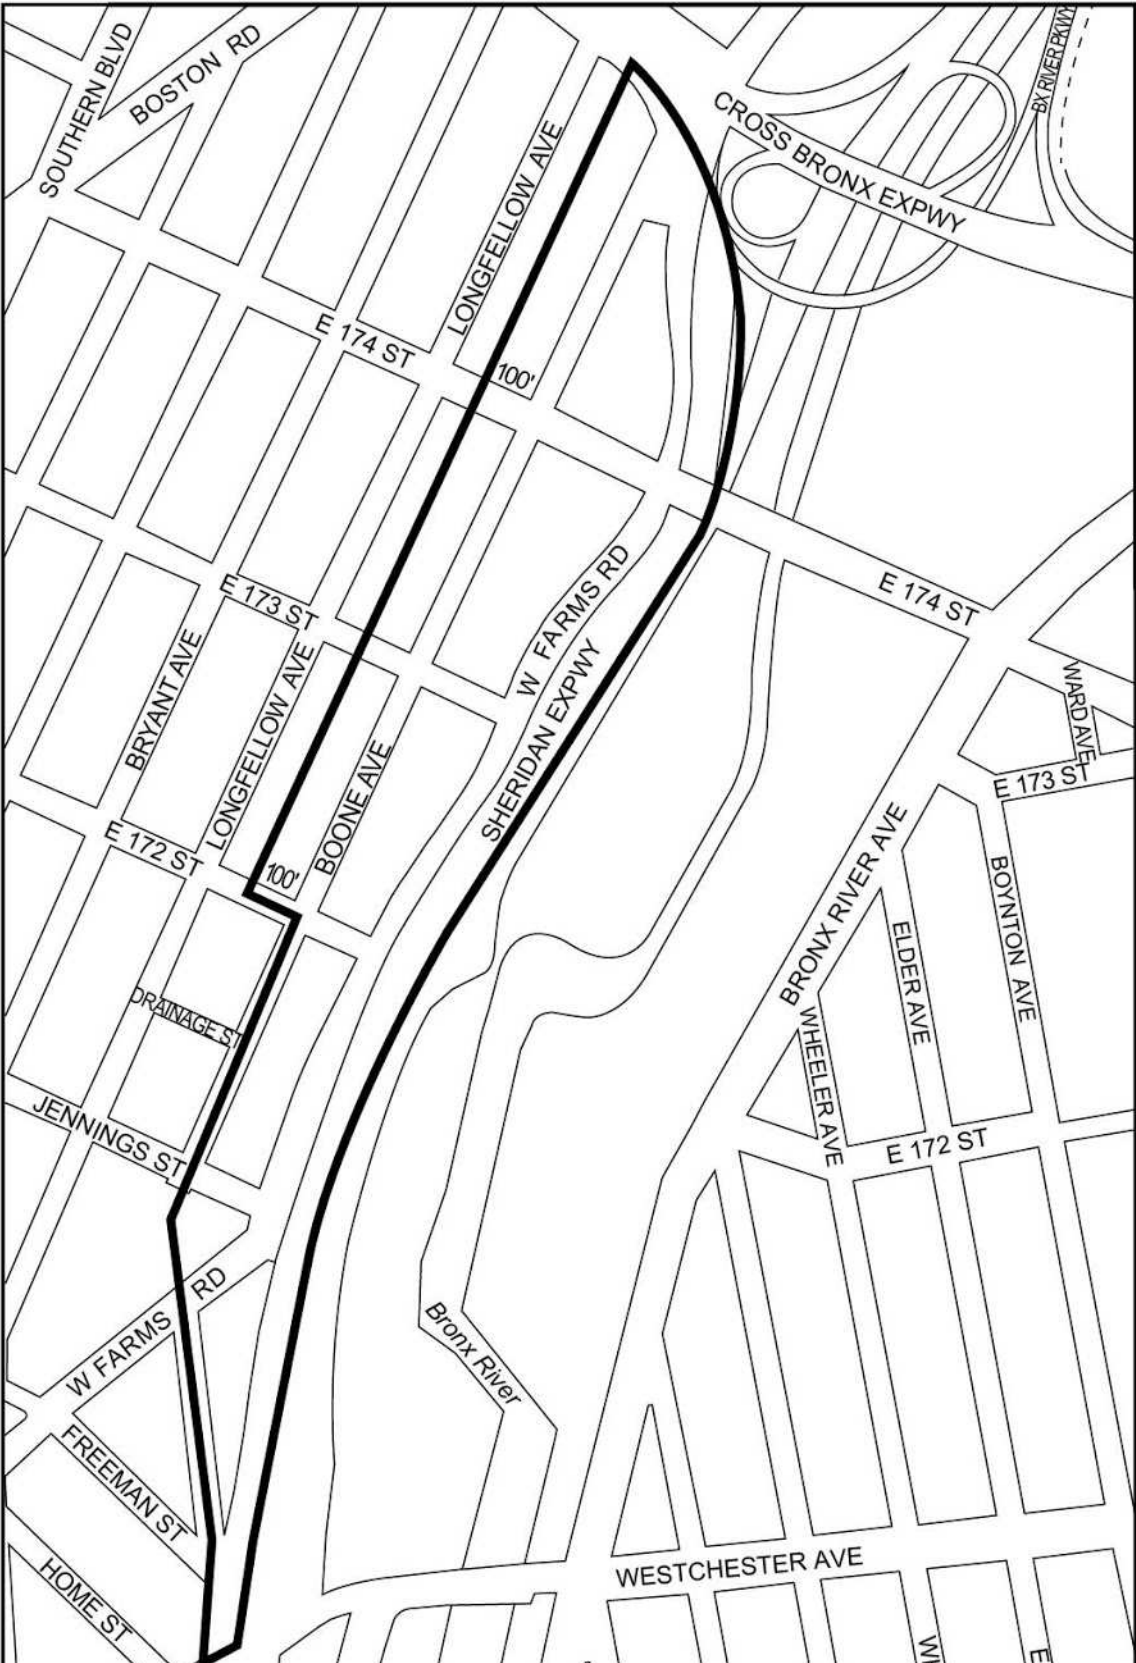 SOUTHERN BLVD
BOSTON RD
BX RIVER PKWY
CROSS BRONX EXPWY
LONGFELLOW AVE
E 174 ST
100'
E 173 ST
W FARMS RD
E 174 ST
BRYANT AVE
LONGFELLOW AVE
SHERIDAN EXPWY
WARD AVE
E 173 ST
BOONE AVE
E 172 ST
100'
BRONX RIVER AVE
BOYNTON AVE
ELDER AVE
DRAINAGE ST
WHEELER AVE
JENNINGS ST
E 172 ST
W FARMS RD
Bronx River
FREEMAN ST
WESTCHESTER AVE
HOME ST